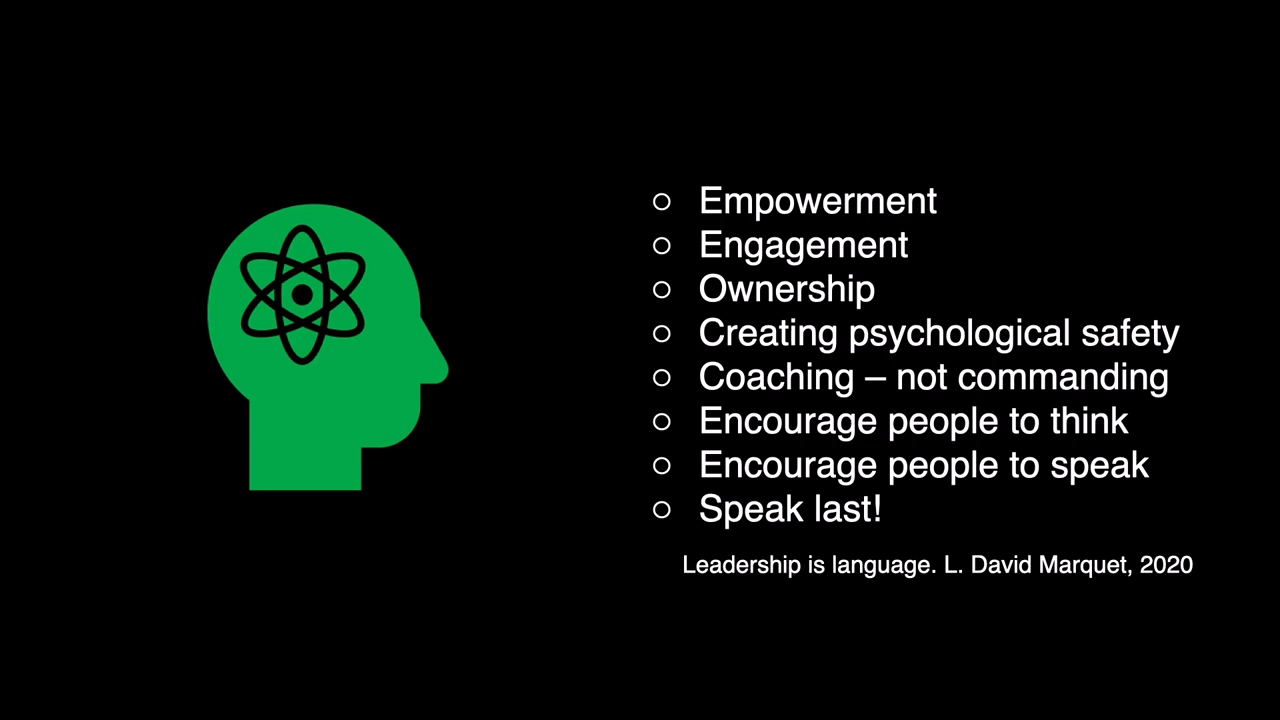 Empowerment
Engagement
Ownership
Creating psychological safety
Coaching – not commanding
Encourage people to think
Encourage people to speak
Speak last!
Leadership is language. L. David Marquet, 2020